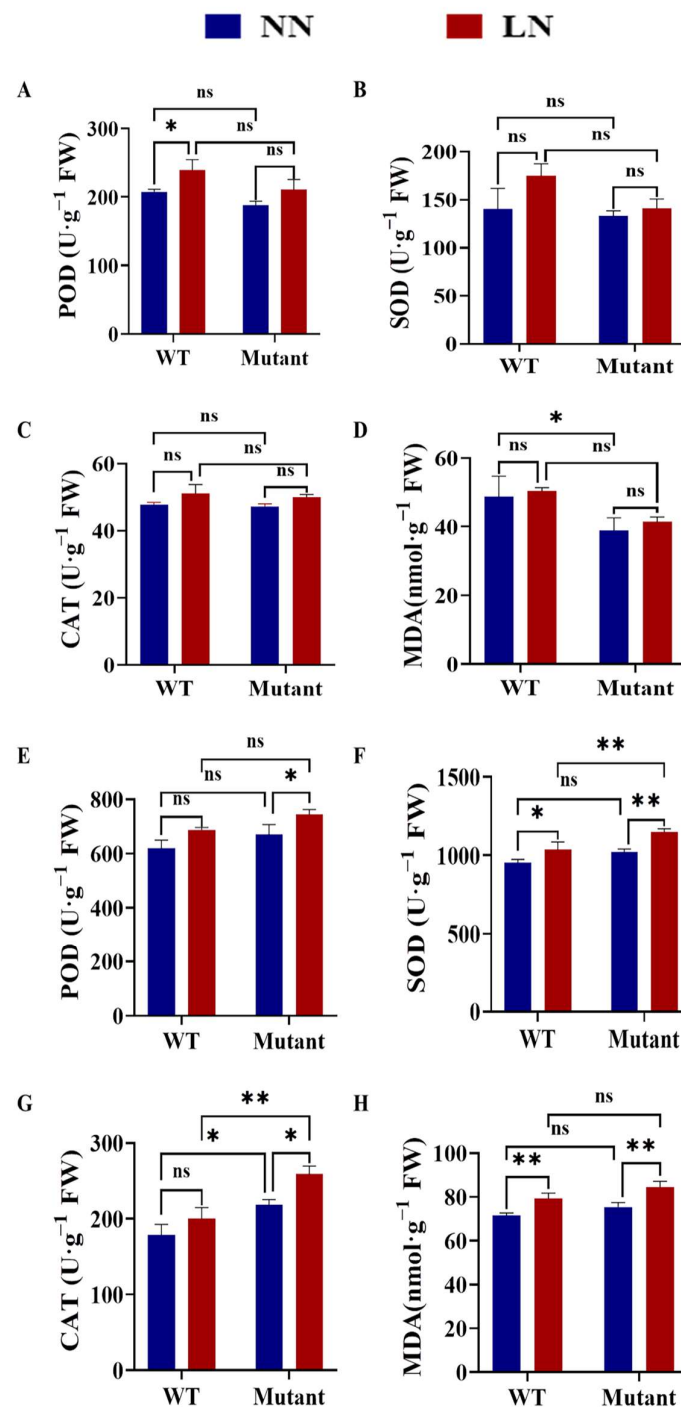 NN LN
A
ns
* ns
ns
300
200
100
0
POD (U·g⁻¹ FW)
WT Mutant
B
ns
ns ns
ns
200
150
100
50
0
SOD (U·g⁻¹ FW)
WT Mutant
C
ns
ns ns
ns
60
40
20
0
CAT (U·g⁻¹ FW)
WT Mutant
D
*
ns ns
ns
60
40
20
0
MDA(nmol·g⁻¹ FW)
WT Mutant
E
ns
ns
ns *
800
600
400
200
0
POD (U·g⁻¹ FW)
WT Mutant
F
**
ns
* **
1500
1000
500
0
SOD (U·g⁻¹ FW)
WT Mutant
G
**
*
ns *
300
200
100
0
CAT (U·g⁻¹ FW)
WT Mutant
H
ns
ns
** **
100
80
60
40
20
0
MDA(nmol·g⁻¹ FW)
WT Mutant